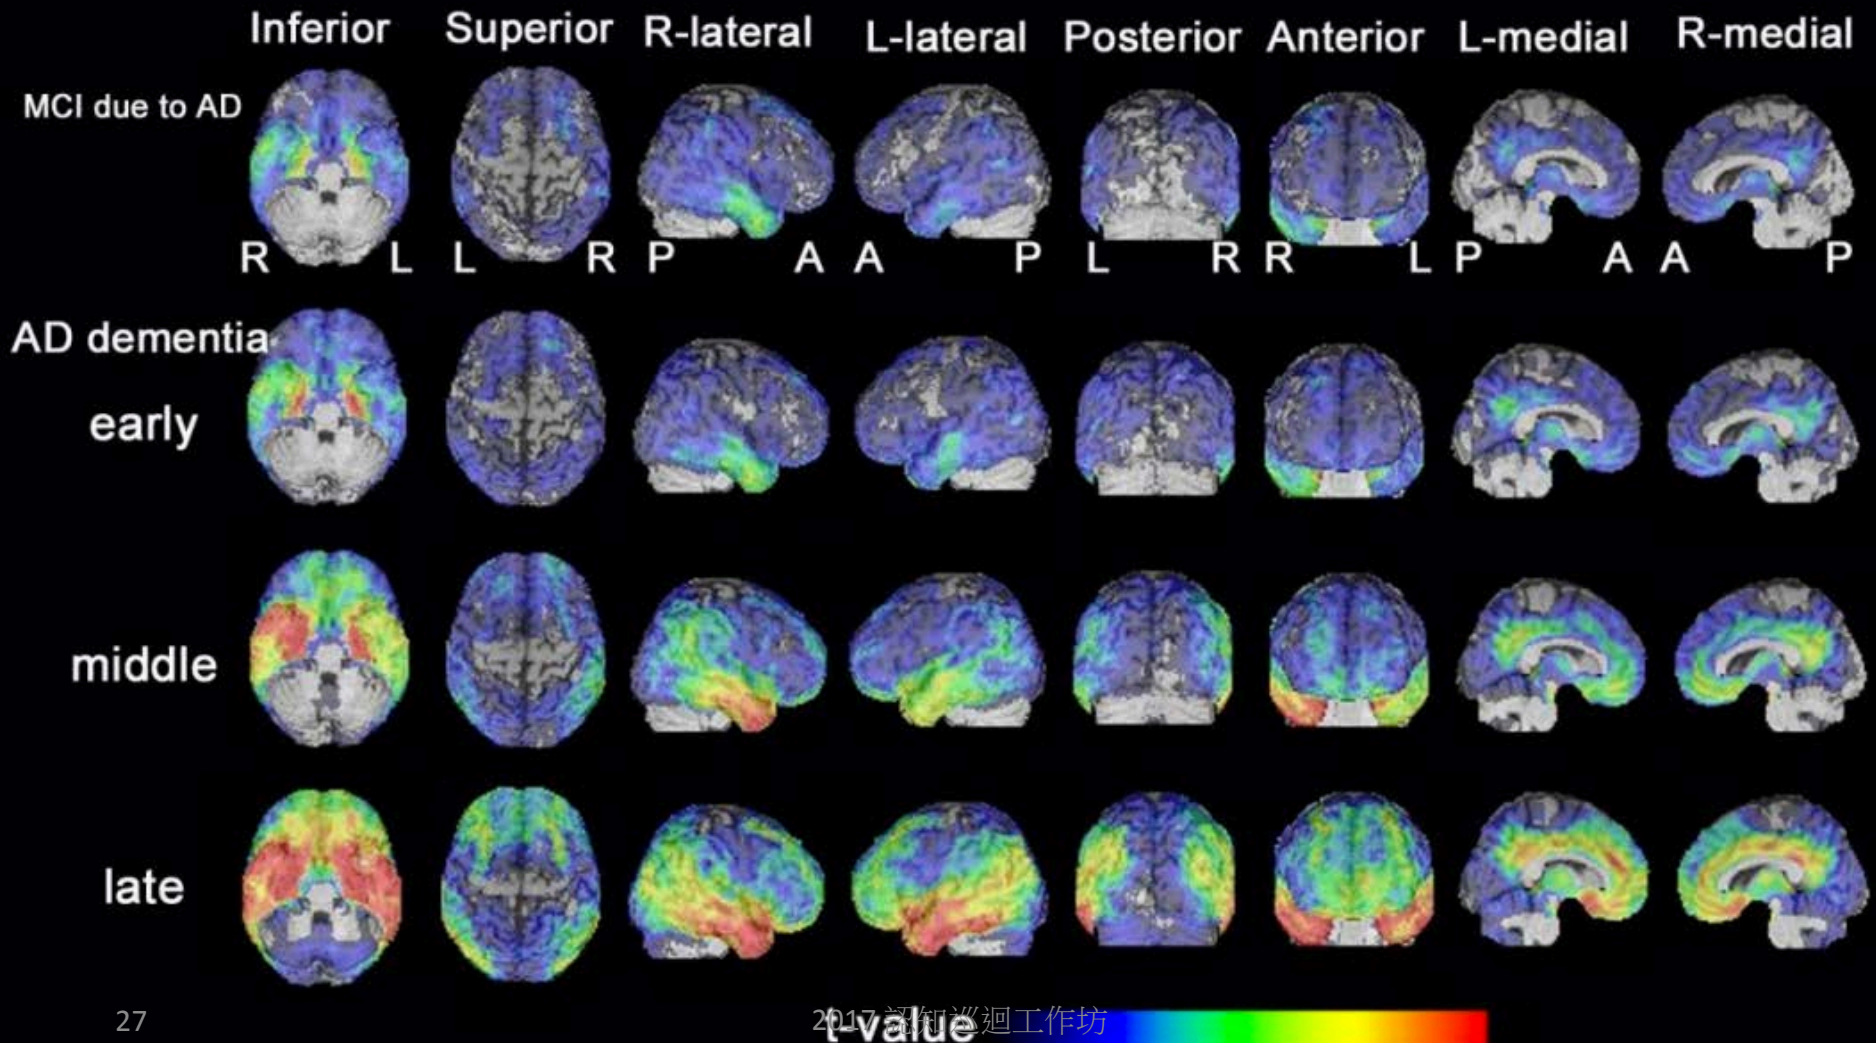 Inferior Superior R-lateral L-lateral Posterior Anterior L-medial R-medial
MCI due to AD
R L L R P A A P L R R L P A A P
AD dementia
early
middle
late
27
2017 認知巡迴工作坊
t-value